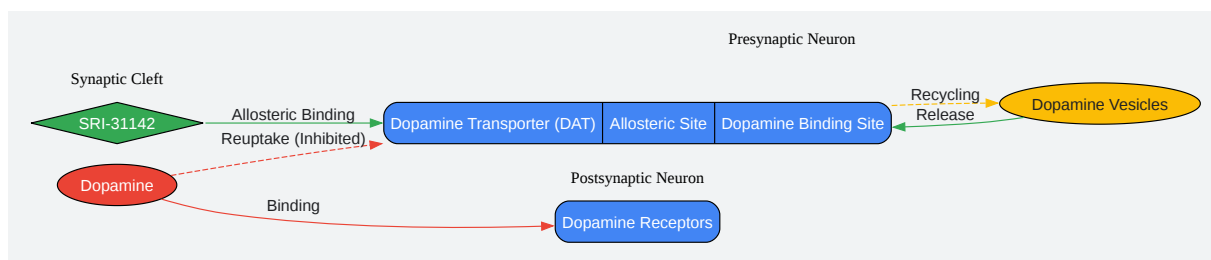 Presynaptic Neuron
Synaptic Cleft
SRI-31142
Allosteric Binding
Reuptake (Inhibited)
Dopamine Transporter (DAT)
Allosteric Site
Dopamine Binding Site
Recycling
Release
Dopamine Vesicles
Dopamine
Binding
Postsynaptic Neuron
Dopamine Receptors